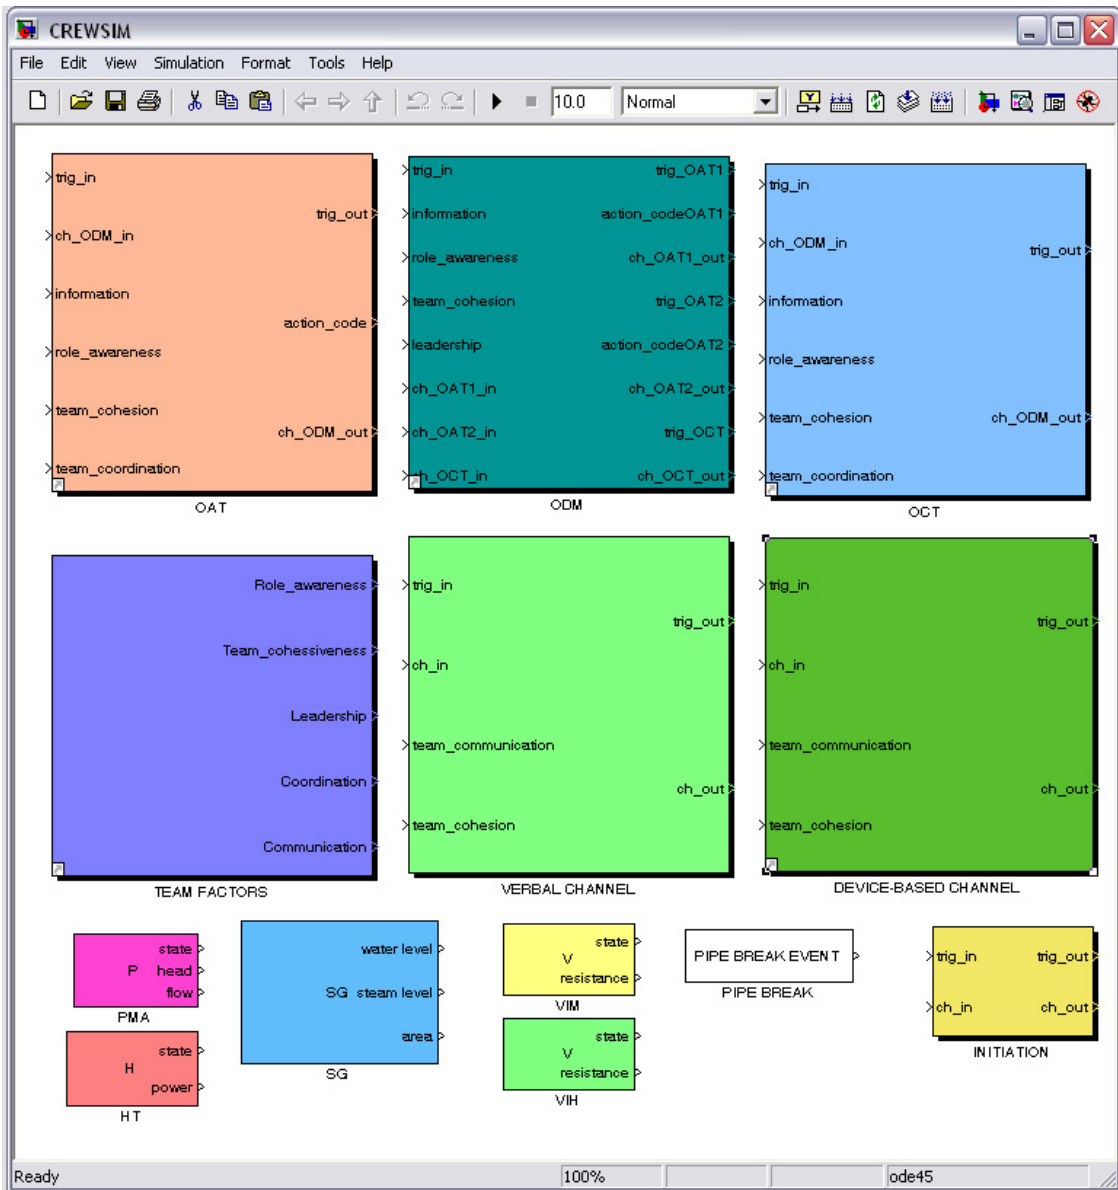 CREWSIM
File Edit View Simulation Format Tools Help
10.0 Normal
trig_in
ch_ODM_in
information
role_awareness
team_cohesion
team_coordination
trig_out
action_code
ch_ODM_out
OAT
trig_in
information
role_awareness
team_cohesion
leadership
ch_OAT1_in
ch_OAT2_in
ch_OCT_in
trig_OAT1
action_codeOAT1
ch_OAT1_out
trig_OAT2
action_codeOAT2
ch_OAT2_out
trig_OCT
ch_OCT_out
ODM
trig_in
ch_ODM_in
information
role_awareness
team_cohesion
team_coordination
trig_out
ch_ODM_out
OCT
Role_awareness
Team_cohessiveness
Leadership
Coordination
Communication
TEAM FACTORS
trig_in
ch_in
team_communication
team_cohesion
trig_out
ch_out
VERBAL CHANNEL
trig_in
ch_in
team_communication
team_cohesion
trig_out
ch_out
DEVICE-BASED CHANNEL
P
state
head
flow
PMA
H
state
power
HT
SG
water level
steam level
area
SG
V
state
resistance
VIM
V
state
resistance
VIH
PIPE BREAK EVENT
PIPE BREAK
trig_in
ch_in
trig_out
ch_out
INITIATION
Ready 100% ode45